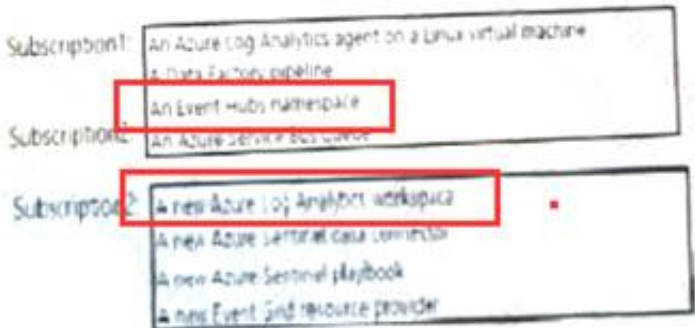 Subscription1:
An Azure Log Analytics agent on a Linux virtual machine
A Data Factory pipeline
An Event Hubs namespace
Subscription2:
An Azure Service Bus queue
Subscription2:
A new Azure Log Analytics workspace
A new Azure Sentinel data connector
A new Azure Sentinel playbook
A new Event Grid resource provider